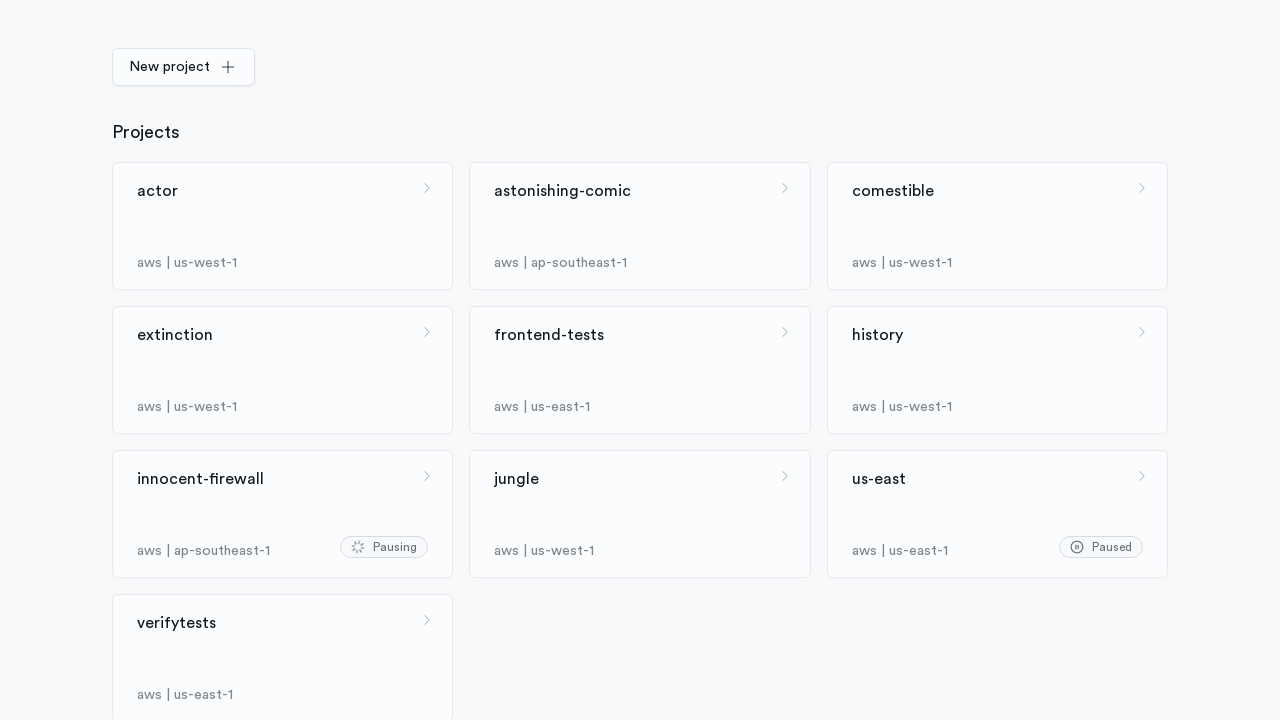 New project
Projects
actor
aws | us-west-1
astonishing-comic
aws | ap-southeast-1
comestible
aws | us-west-1
extinction
aws | us-west-1
frontend-tests
aws | us-east-1
history
aws | us-west-1
innocent-firewall
aws | ap-southeast-1
Pausing
jungle
aws | us-west-1
us-east
aws | us-east-1
Paused
verifytests
aws | us-east-1